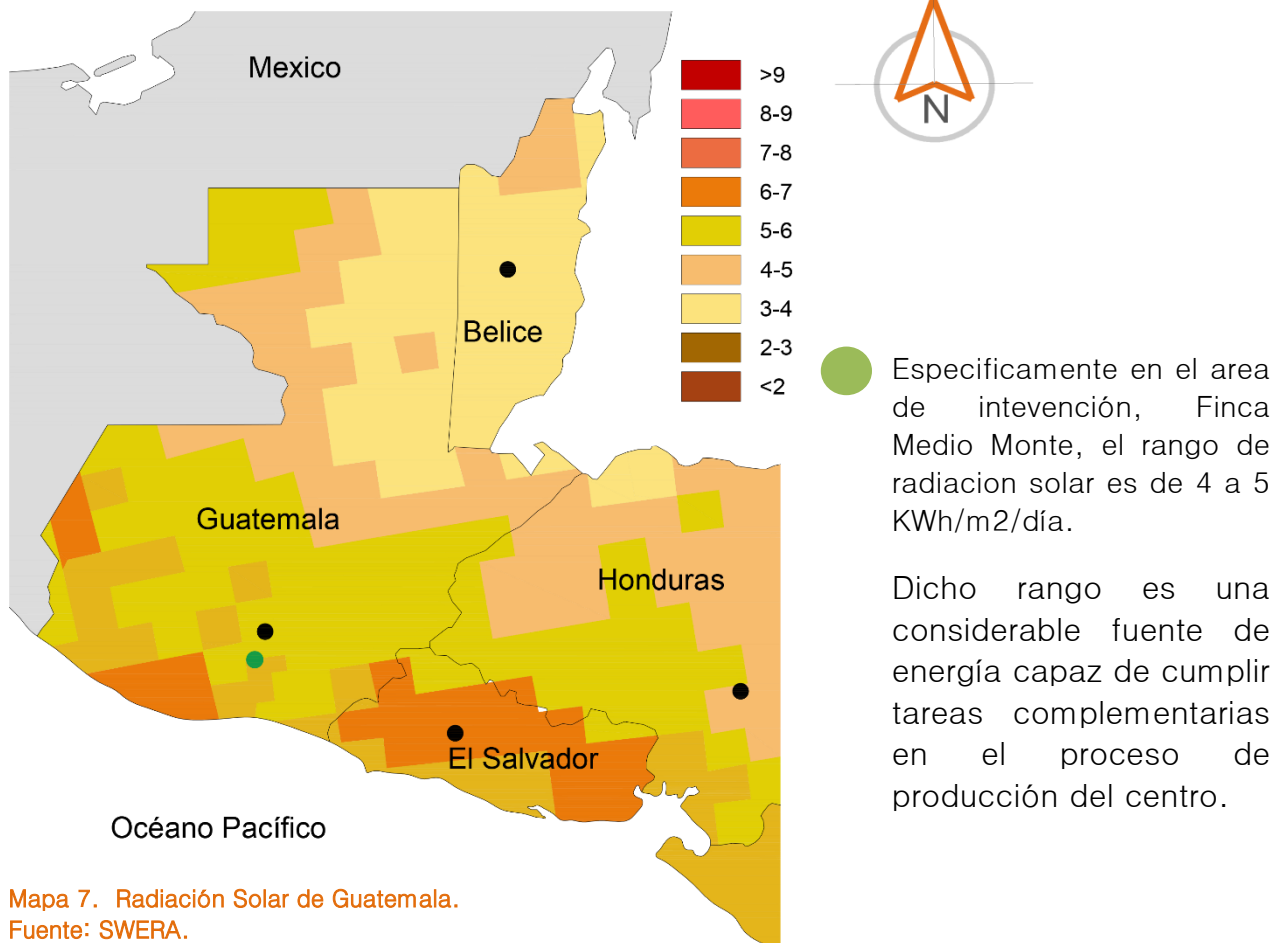 Mexico
Belice
Guatemala
Honduras
El Salvador
Océano Pacífico
>9
8-9
7-8
6-7
5-6
4-5
3-4
2-3
<2
N
Especificamente en el area
de intevención, Finca
Medio Monte, el rango de
radiacion solar es de 4 a 5
KWh/m2/día.
Dicho rango es una
considerable fuente de
energía capaz de cumplir
tareas complementarias
en el proceso de
producción del centro.
Mapa 7. Radiación Solar de Guatemala.
Fuente: SWERA.